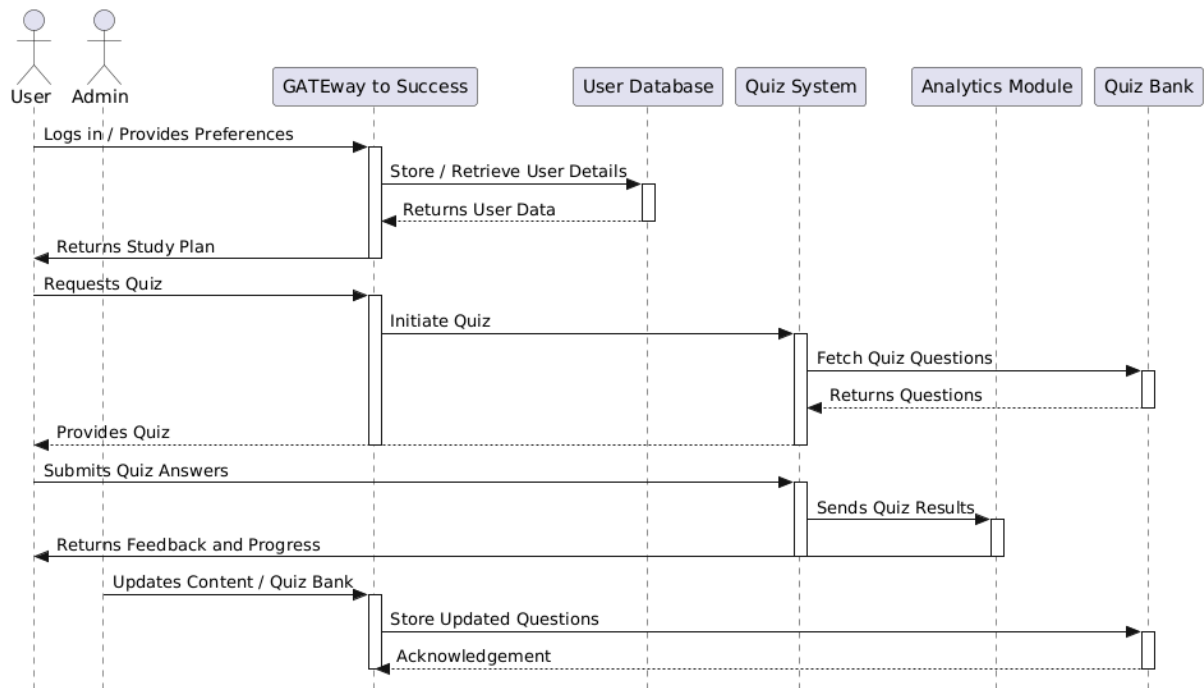 User
Admin
GATEway to Success
User Database
Quiz System
Analytics Module
Quiz Bank
Logs in / Provides Preferences
Store / Retrieve User Details
Returns User Data
Returns Study Plan
Requests Quiz
Initiate Quiz
Fetch Quiz Questions
Returns Questions
Provides Quiz
Submits Quiz Answers
Sends Quiz Results
Returns Feedback and Progress
Updates Content / Quiz Bank
Store Updated Questions
Acknowledgement